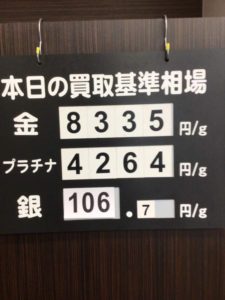 本日の買取基準相場
金 8335 円/g
プラチナ 4264 円/g
銀 106.7 円/g